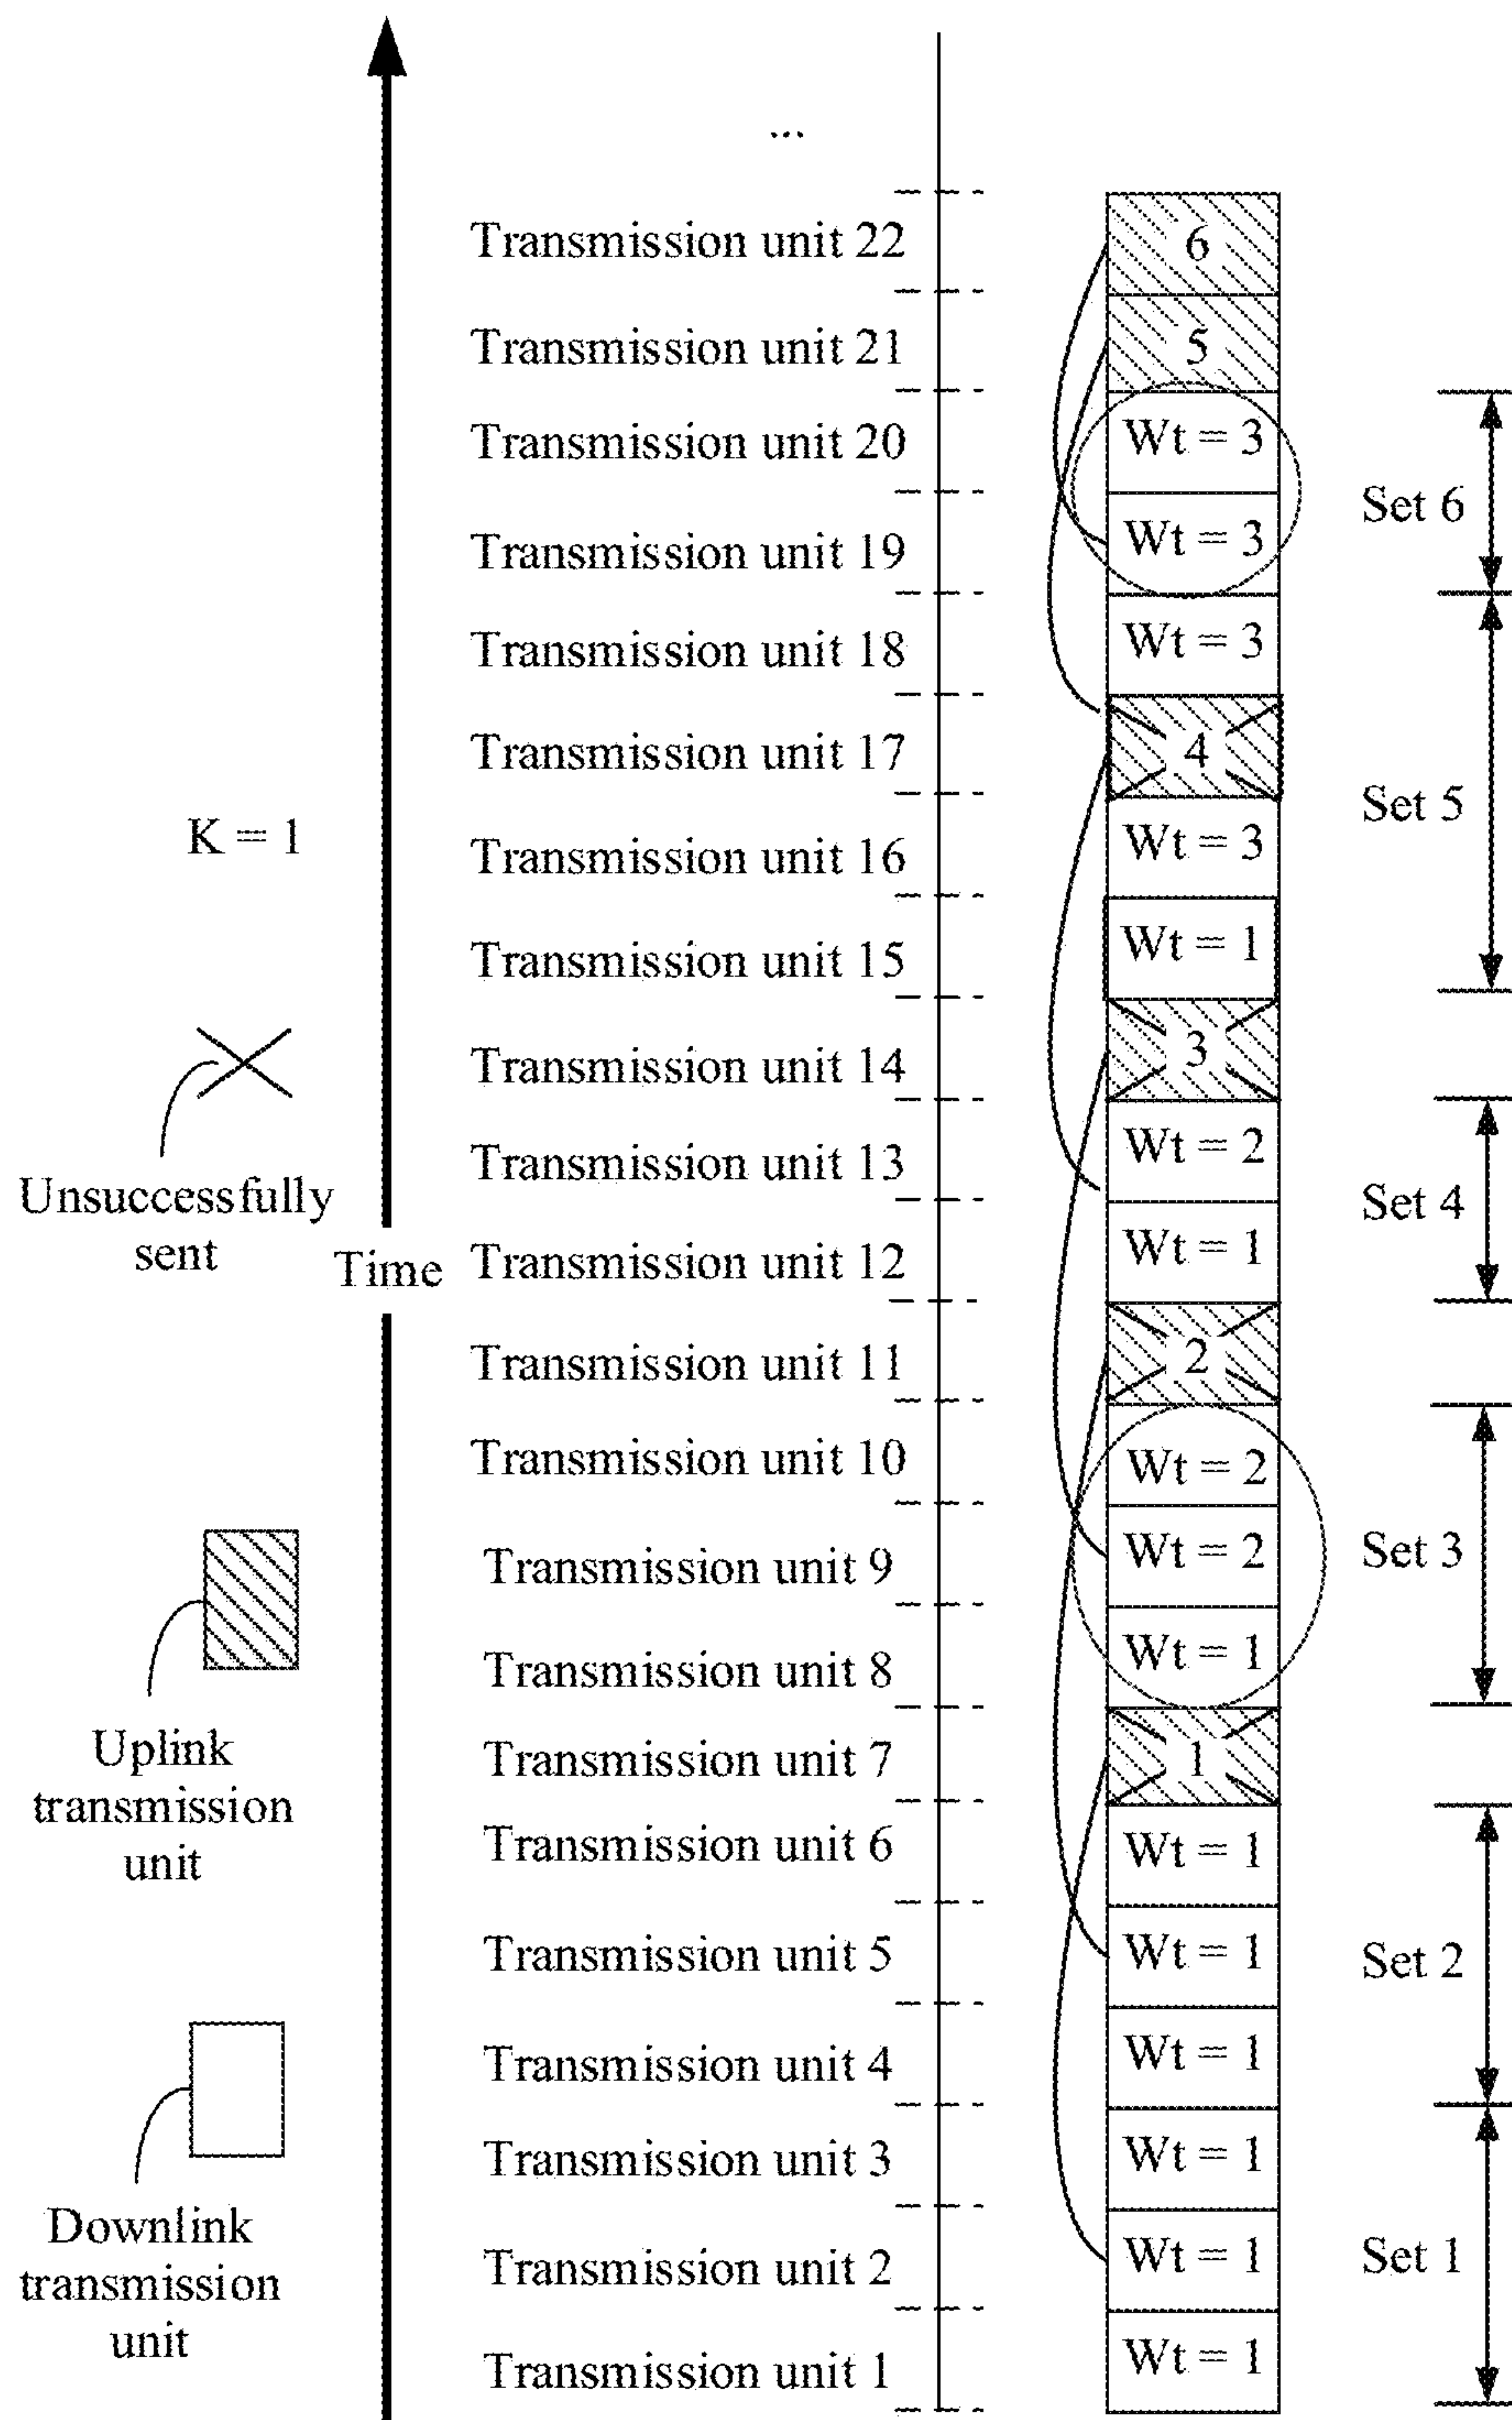 ...
Transmission unit 22
6
Transmission unit 21
5
Transmission unit 20
Wt = 3
Set 6
Transmission unit 19
Wt = 3
Transmission unit 18
Wt = 3
Transmission unit 17
4
Set 5
K = 1
Transmission unit 16
Wt = 3
Transmission unit 15
Wt = 1
Transmission unit 14
3
Unsuccessfully
sent
Transmission unit 13
Wt = 2
Set 4
Time
Transmission unit 12
Wt = 1
Transmission unit 11
2
Transmission unit 10
Wt = 2
Transmission unit 9
Wt = 2
Set 3
Transmission unit 8
Wt = 1
Uplink
transmission
unit
Transmission unit 7
1
Transmission unit 6
Wt = 1
Transmission unit 5
Wt = 1
Set 2
Transmission unit 4
Wt = 1
Transmission unit 3
Wt = 1
Downlink
transmission
unit
Transmission unit 2
Wt = 1
Set 1
Transmission unit 1
Wt = 1